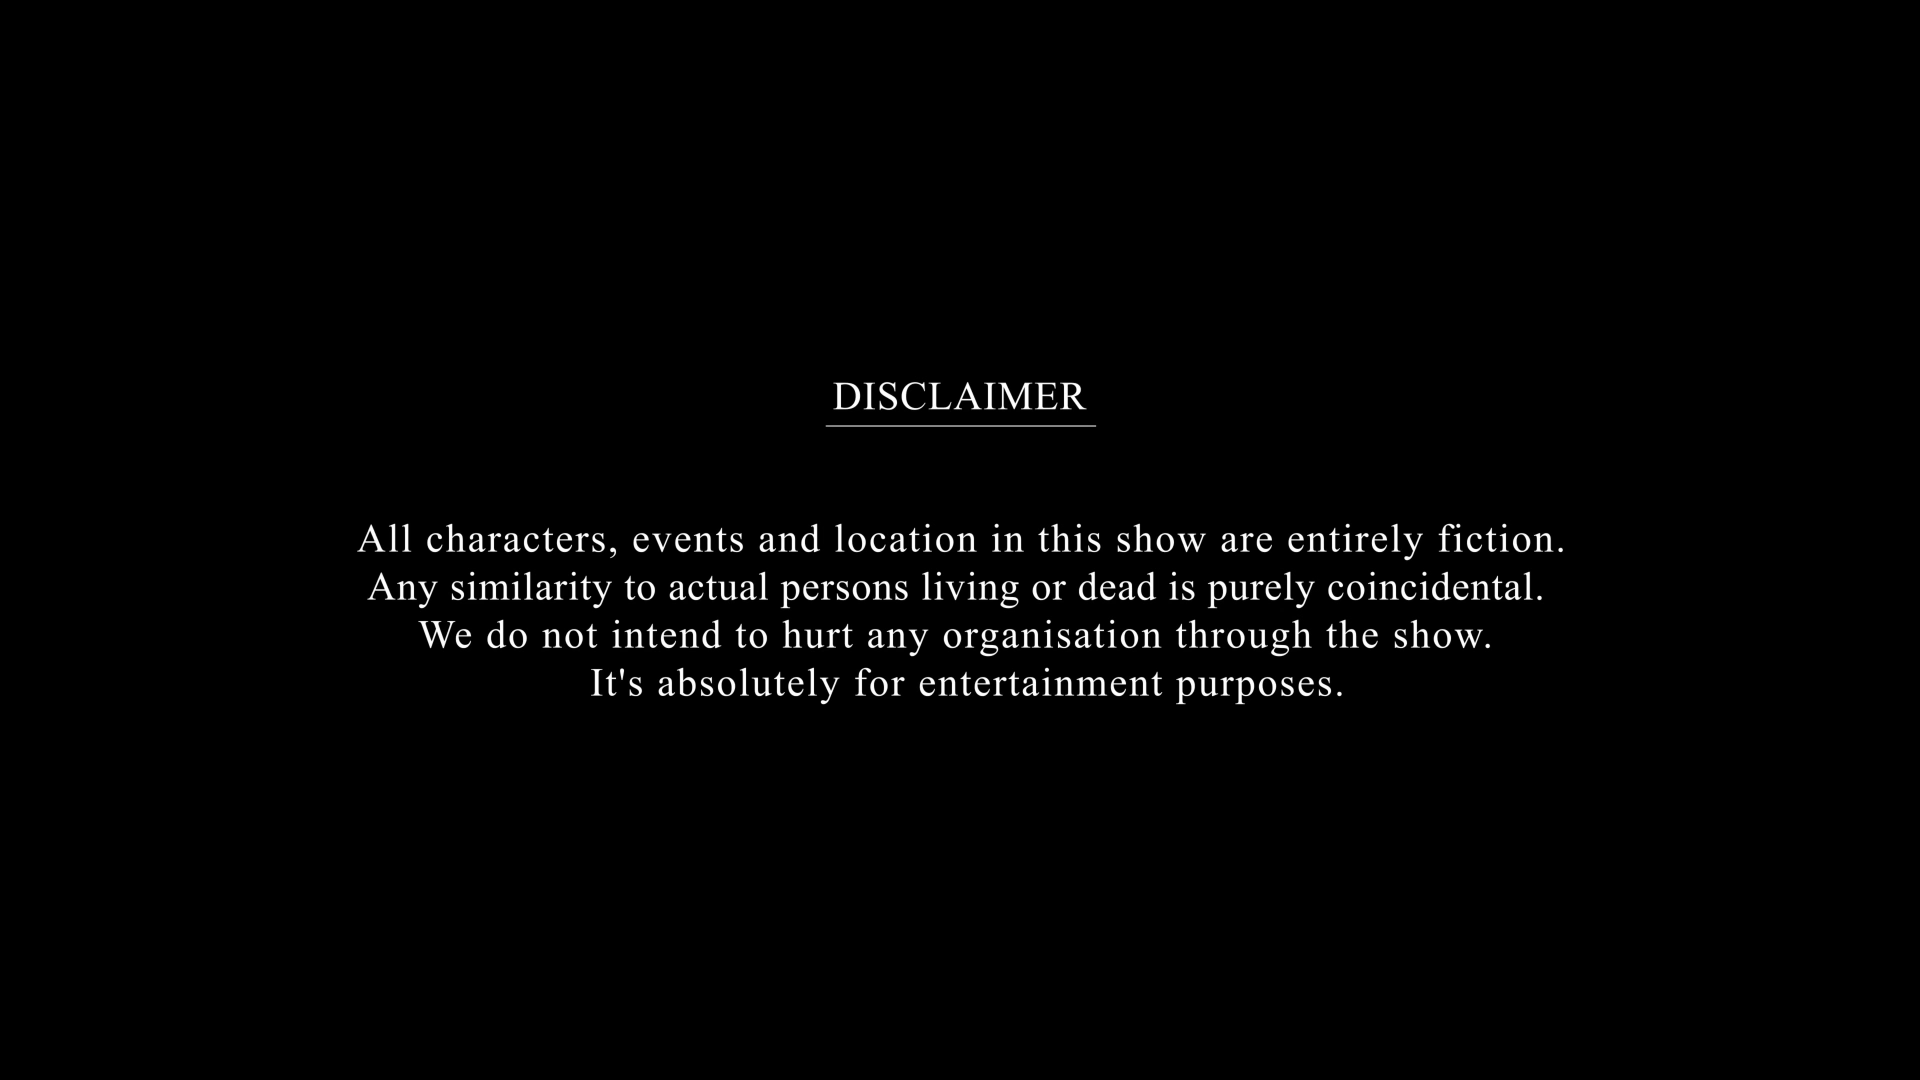 DISCLAIMER
All characters, events and location in this show are entirely fiction.
Any similarity to actual persons living or dead is purely coincidental.
We do not intend to hurt any organisation through the show.
It's absolutely for entertainment purposes.